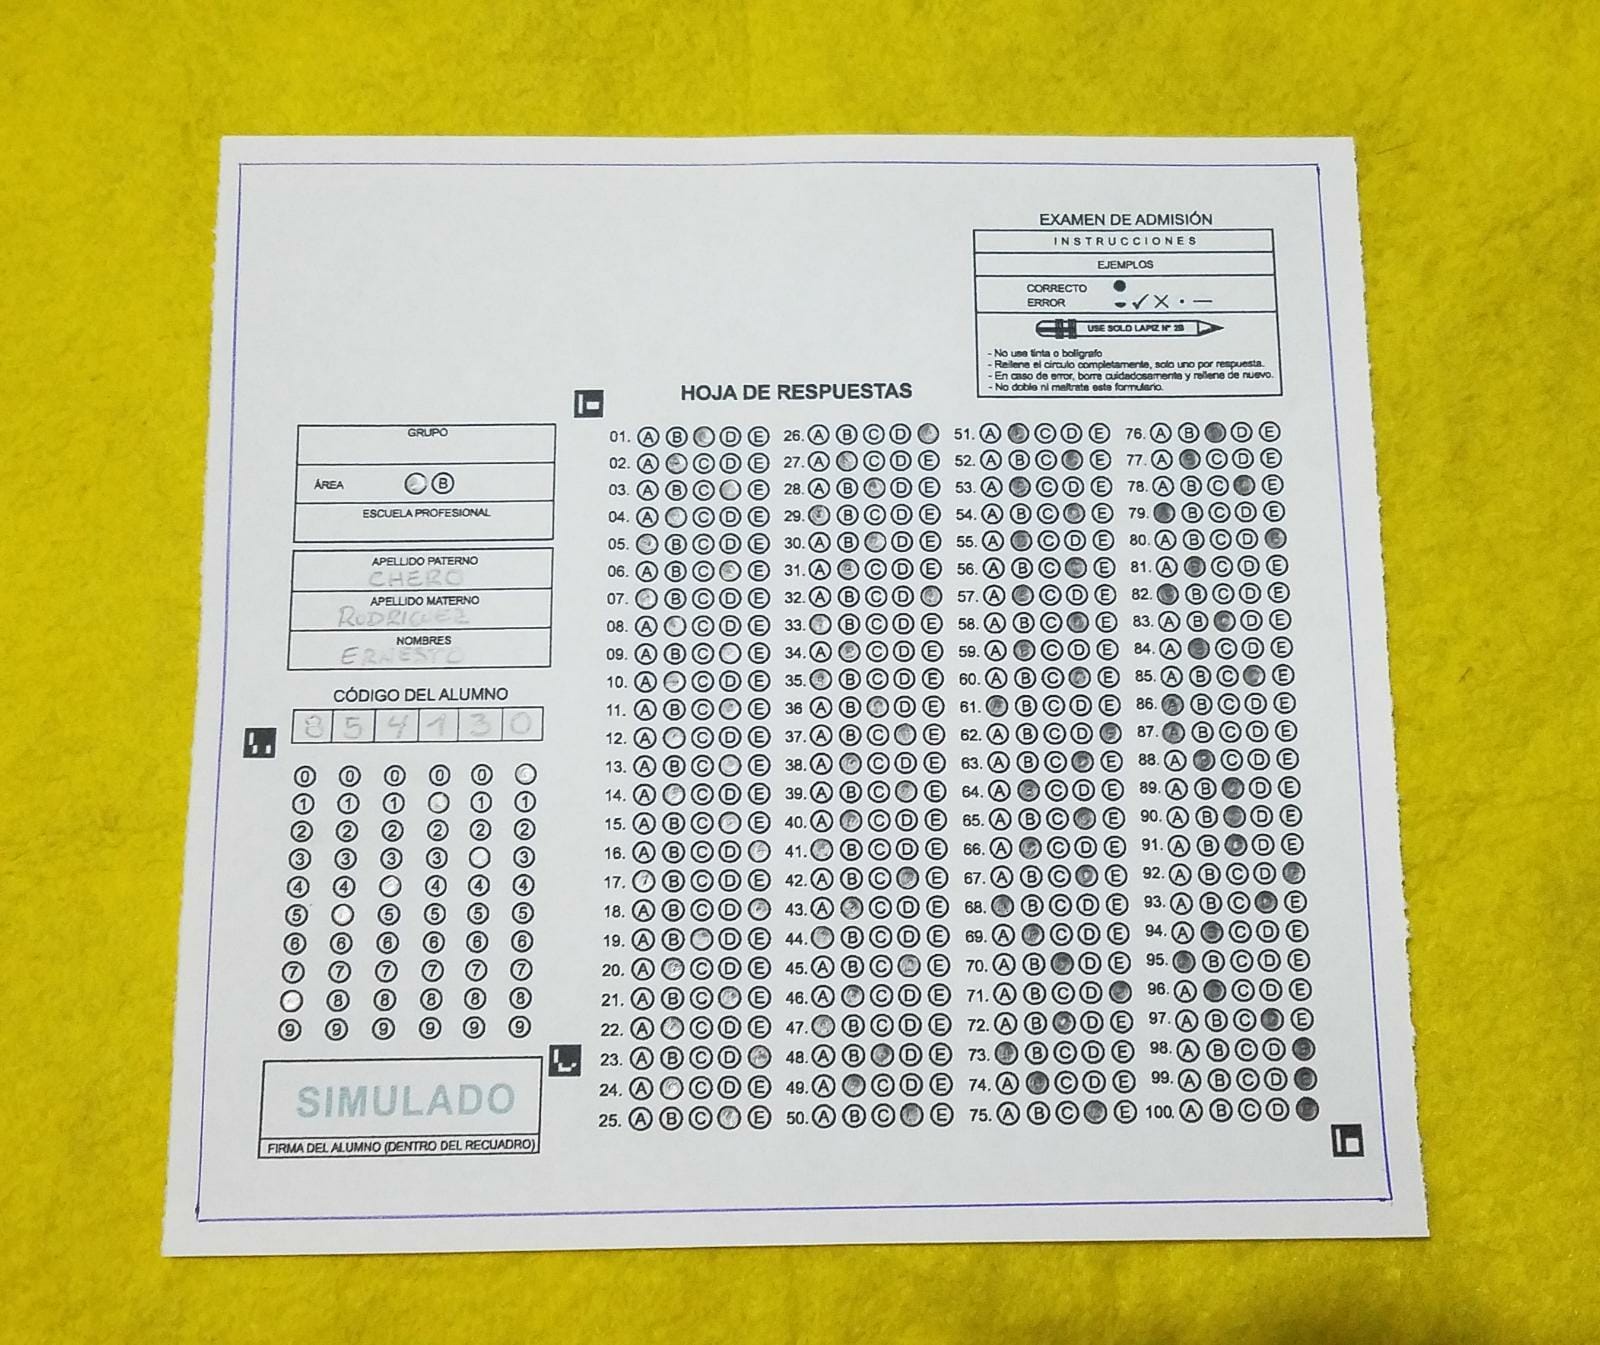 EXAMEN DE ADMISIÓN
INSTRUCCIONES
EJEMPLOS
CORRECTO
ERROR
USE SOLO LAPIZ N° 2B
- No use tinta o bolígrafo
- Rellene el círculo completamente, solo uno por respuesta.
- En caso de error, borre cuidadosamente y rellene de nuevo.
- No doble ni maltrate este formulario.
HOJA DE RESPUESTAS
GRUPO
ÁREA B
ESCUELA PROFESIONAL
APELLIDO PATERNO
CHERO
APELLIDO MATERNO
RODRIGUEZ
NOMBRES
ERNESTO
CÓDIGO DEL ALUMNO
8 5 4 1 3 0
0 0 0 0 0
1 1 1 1 1
2 2 2 2 2 2
3 3 3 3 3
4 4 4 4 4
5 5 5 5 5
6 6 6 6 6 6
7 7 7 7 7 7
8 8 8 8 8
9 9 9 9 9 9
SIMULADO
FIRMA DEL ALUMNO (DENTRO DEL RECUADRO)
01. A B D E
02. A C D E
03. A B C E
04. A C D E
05. B C D E
06. A B C E
07. B C D E
08. A C D E
09. A B C E
10. A C D E
11. A B C E
12. A C D E
13. A B C E
14. A C D E
15. A B C E
16. A B C D
17. B C D E
18. A B C D
19. A B D E
20. A C D E
21. A B C E
22. A C D E
23. A B C D
24. A C D E
25. A B C E
26. A B C D
27. A C D E
28. A B D E
29. B C D E
30. A B D E
31. A C D E
32. A B C D
33. B C D E
34. A C D E
35. B C D E
36 A B D E
37. A B C E
38. A C D E
39. A B C E
40. A C D E
41. B C D E
42. A B C E
43. A C D E
44. B C D E
45. A B C E
46. A C D E
47. B C D E
48. A B D E
49. A C D E
50. A B C E
51. A C D E
52. A B C E
53. A C D E
54. A B C E
55. A C D E
56. A B C E
57. A C D E
58. A B C E
59. A C D E
60. A B C E
61. B C D E
62. A B C D
63. A B C E
64. A C D E
65. A B C E
66. A C D E
67. A B C E
68. B C D E
69. A C D E
70. A B D E
71. A B C D
72. A B D E
73. B C D E
74. A C D E
75. A B C E
76. A B D E
77. A C D E
78. A B C E
79. B C D E
80. A B C D
81. A C D E
82. B C D E
83. A B D E
84. A C D E
85. A B C E
86. B C D E
87. B C D E
88. A C D E
89. A B D E
90. A B D E
91. A B D E
92. A B C D
93. A B C E
94. A C D E
95. B C D E
96. A C D E
97. A B C E
98. A B C D
99. A B C D
100. A B C D